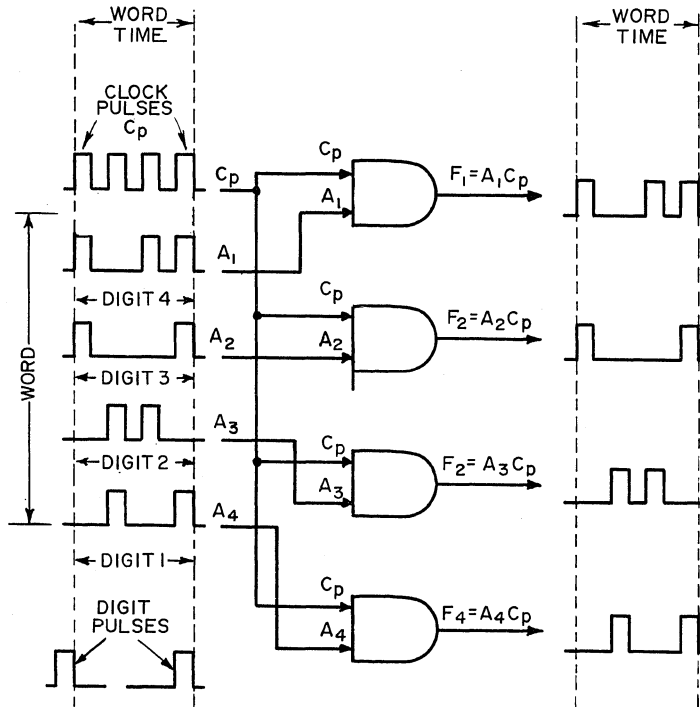 WORD
TIME
WORD
TIME
CLOCK
PULSES
Cp
Cp
Cp
A1
F1=A1Cp
A1
DIGIT 4
Cp
A2
A2
F2=A2Cp
DIGIT 3
WORD
A3
Cp
A3
F2=A3Cp
DIGIT 2
A4
DIGIT 1
Cp
A4
F4=A4Cp
DIGIT
PULSES